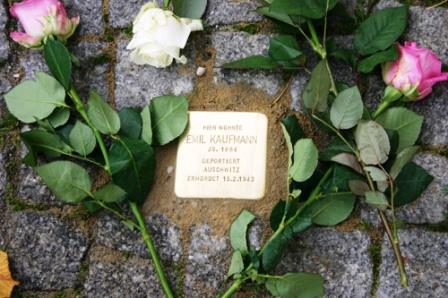 HIER WOHNTE
EMIL KAUFMANN
JG. 1884
DEPORTIERT
AUSCHWITZ
ERMORDET 15.2.1943